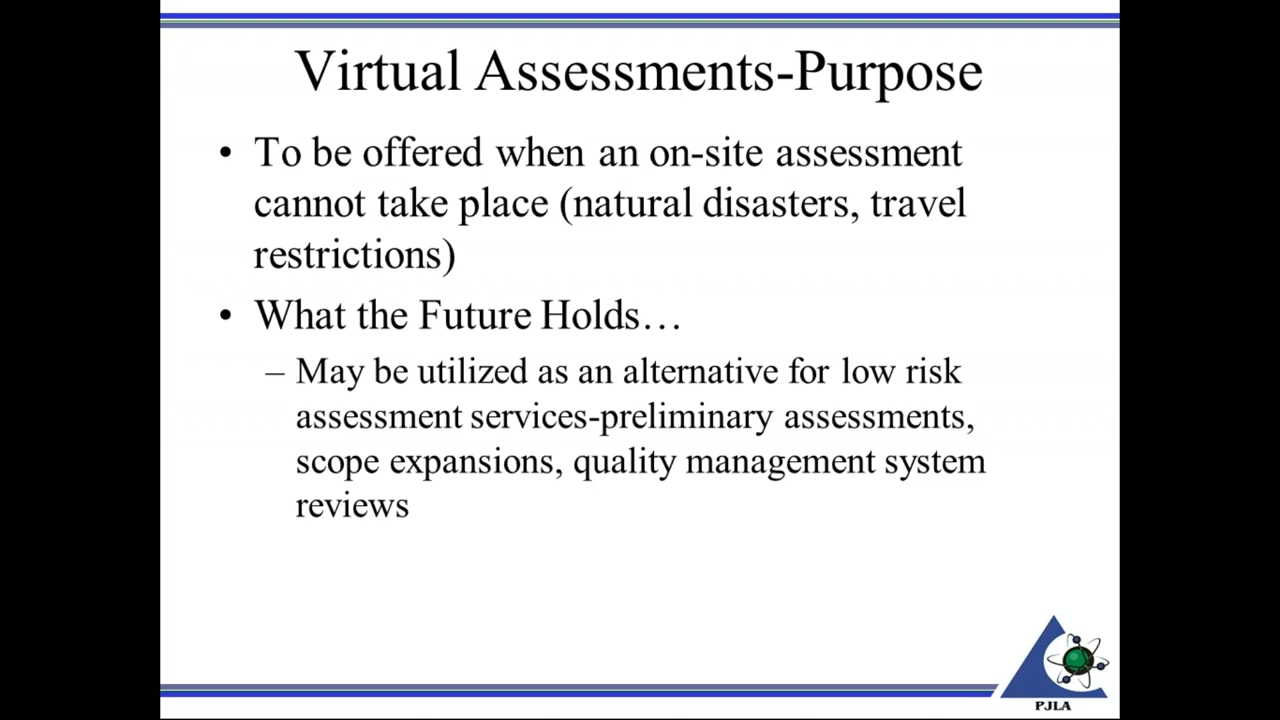 Virtual Assessments-Purpose
• To be offered when an on-site assessment
cannot take place (natural disasters, travel
restrictions)
• What the Future Holds…
– May be utilized as an alternative for low risk
assessment services-preliminary assessments,
scope expansions, quality management system
reviews
PJLA